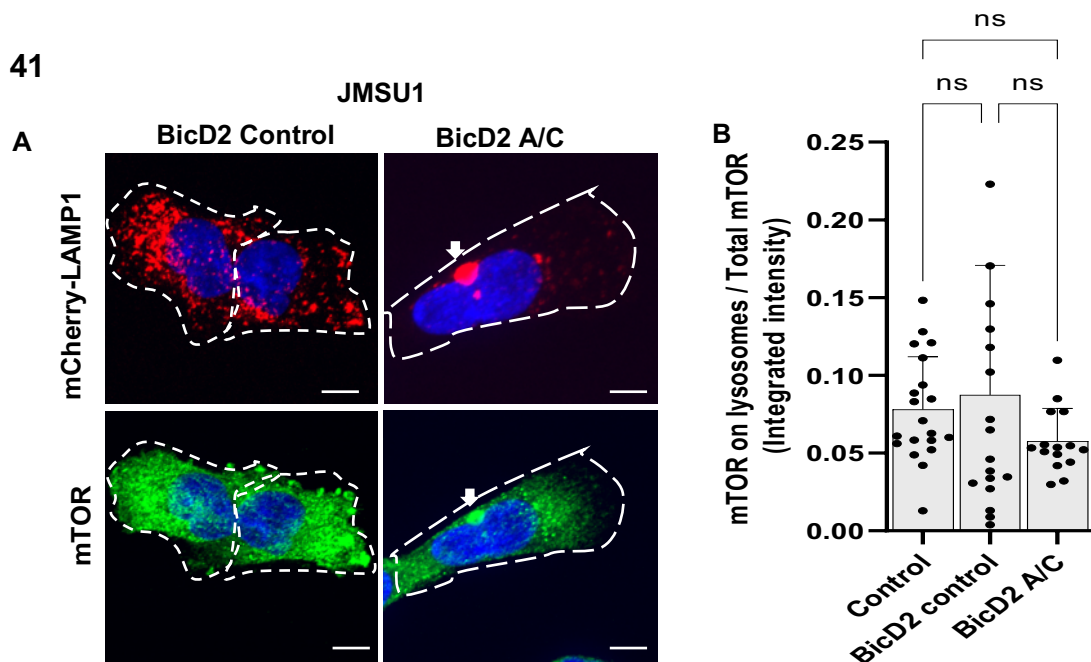 41
JMSU1
A
BicD2 Control
BicD2 A/C
mCherry-LAMP1
mTOR
B
ns
ns
ns
mTOR on lysosomes / Total mTOR
(Integrated intensity)
0.25
0.20
0.15
0.10
0.05
0.00
Control
BicD2 control
BicD2 A/C